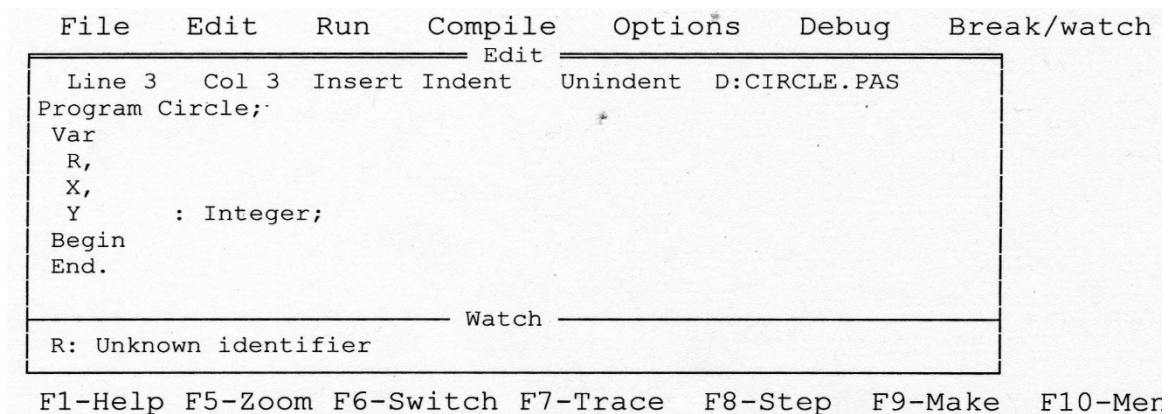 File Edit Run Compile Options Debug Break/watch
Edit
Line 3 Col 3 Insert Indent Unindent D:CIRCLE.PAS
Program Circle;
Var
R,
X,
Y : Integer;
Begin
End.
Watch
R: Unknown identifier
F1-Help F5-Zoom F6-Switch F7-Trace F8-Step F9-Make F10-Men